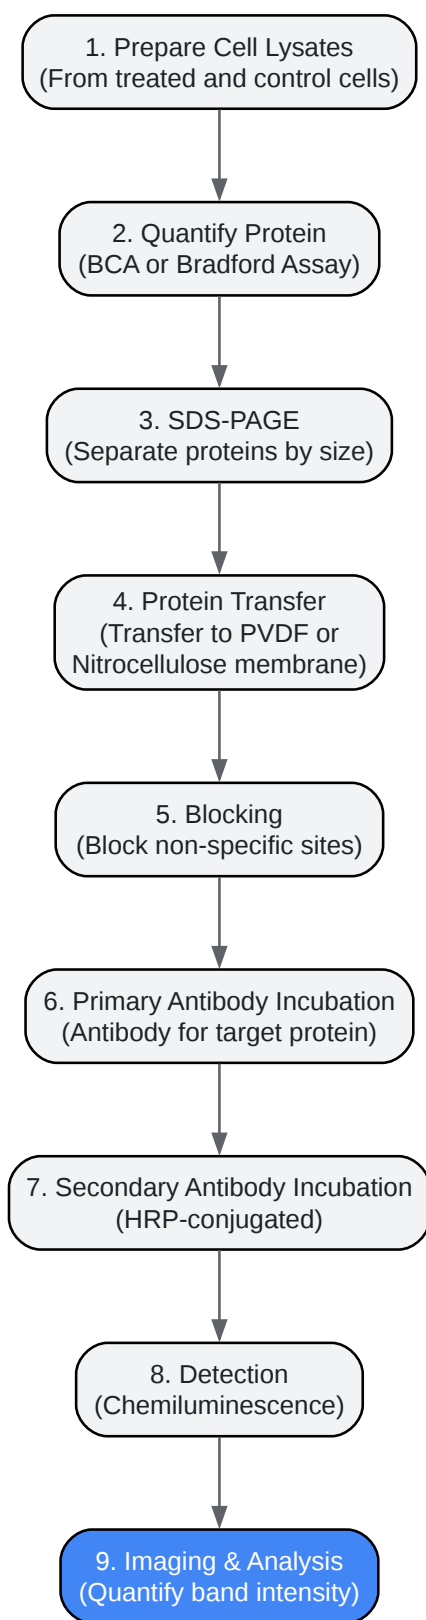 1. Prepare Cell Lysates
(From treated and control cells)
2. Quantify Protein
(BCA or Bradford Assay)
3. SDS-PAGE
(Separate proteins by size)
4. Protein Transfer
(Transfer to PVDF or
Nitrocellulose membrane)
5. Blocking
(Block non-specific sites)
6. Primary Antibody Incubation
(Antibody for target protein)
7. Secondary Antibody Incubation
(HRP-conjugated)
8. Detection
(Chemiluminescence)
9. Imaging & Analysis
(Quantify band intensity)